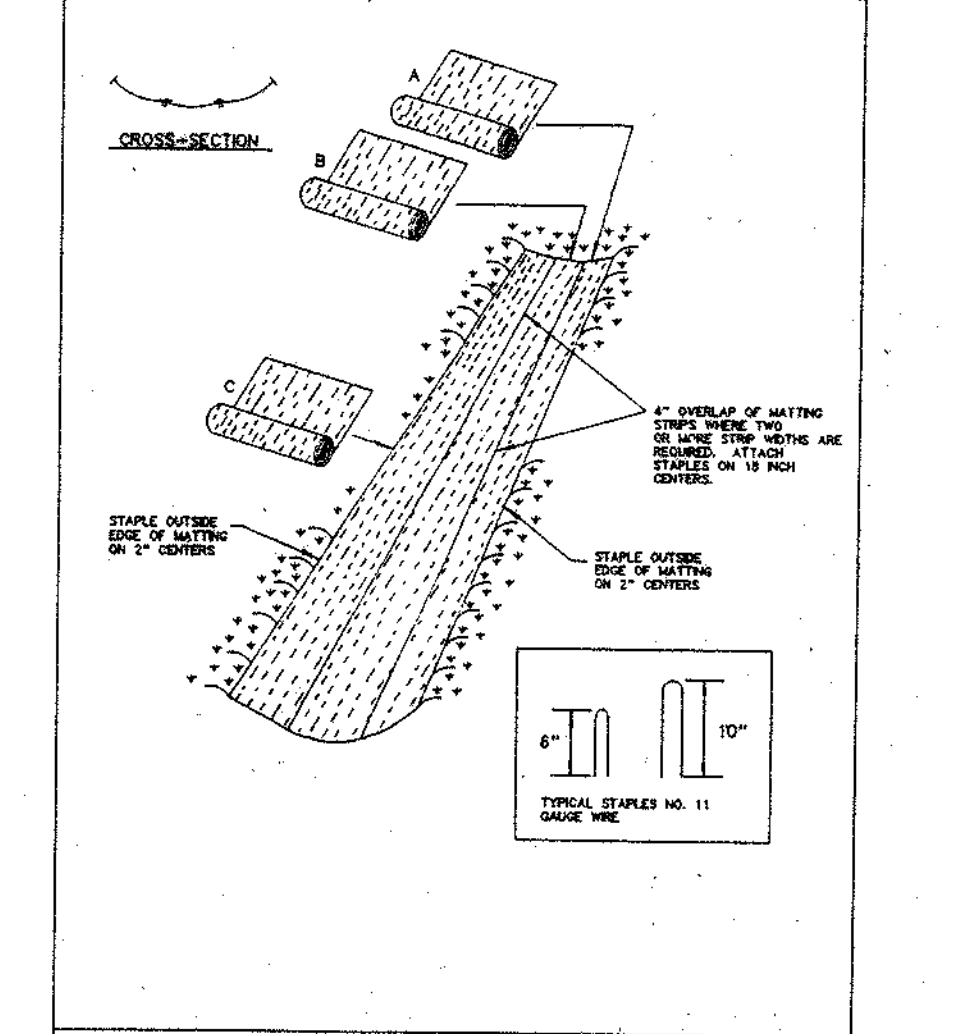 A
CROSS-SECTION
B
C
4" OVERLAP OF MATTING
STRIPS WHERE TWO
OR MORE STRIP WIDTHS ARE
REQUIRED. ATTACH
STAPLES ON 18 INCH
CENTERS.
STAPLE OUTSIDE
EDGE OF MATTING
ON 2" CENTERS
STAPLE OUTSIDE
EDGE OF MATTING
ON 2" CENTERS
6"
10"
TYPICAL STAPLES NO. 11
GAUGE WIRE